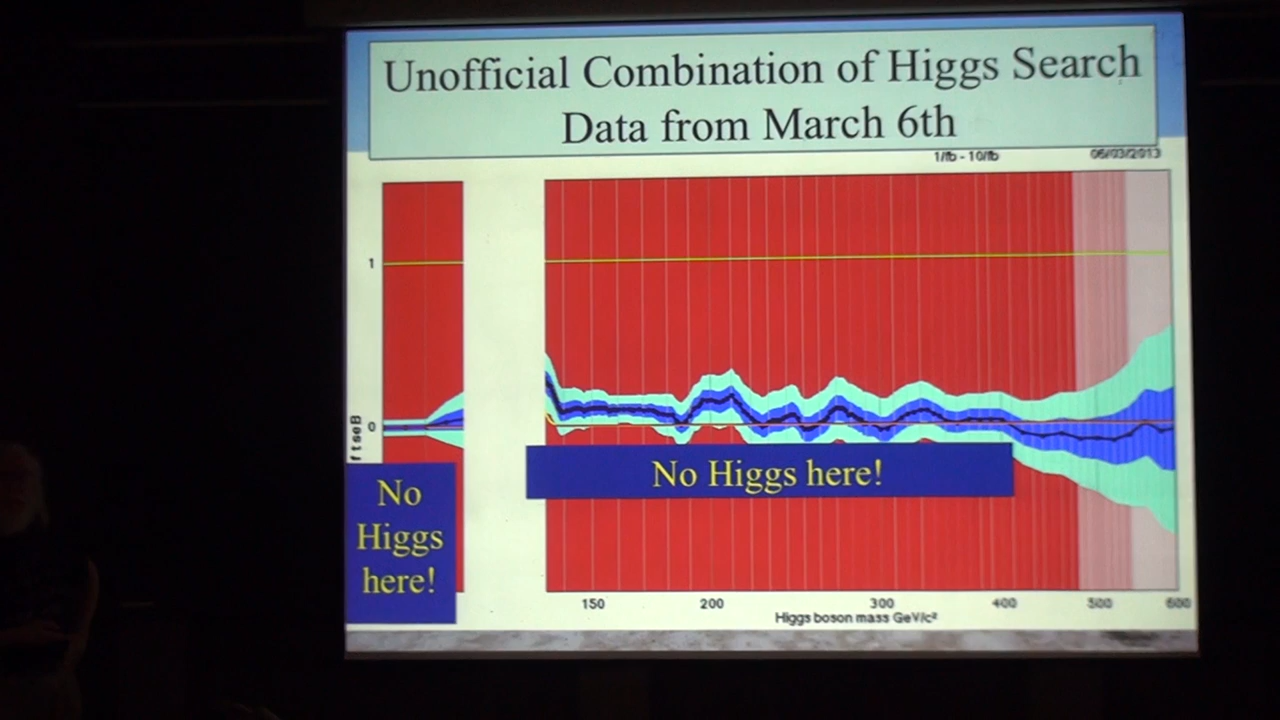 Unofficial Combination of Higgs Search
Data from March 6th
1/fb - 10/fb
06/03/2013
1
0
No Higgs here!
No
Higgs
here!
150
200
300
400
500
600
Higgs boson mass GeV/c²